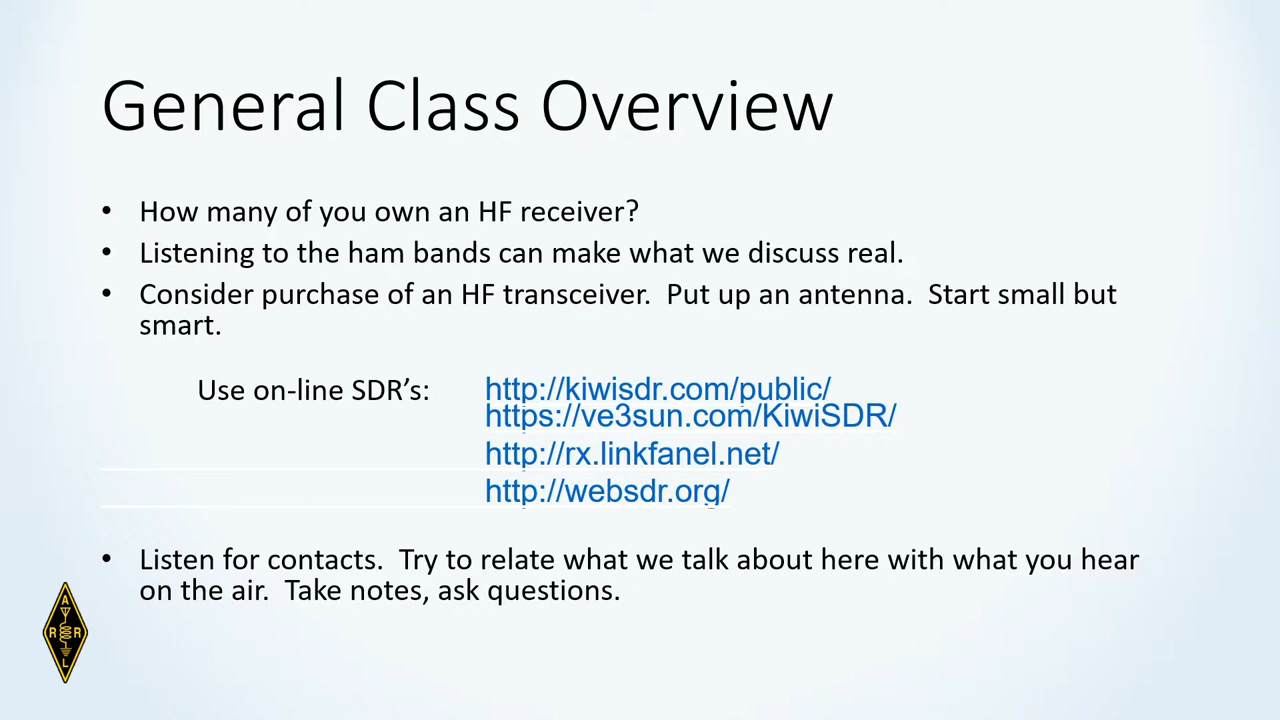 General Class Overview
• How many of you own an HF receiver?
• Listening to the ham bands can make what we discuss real.
• Consider purchase of an HF transceiver.  Put up an antenna.  Start small but
smart.
Use on-line SDR’s: http://kiwisdr.com/public/
https://ve3sun.com/KiwiSDR/
http://rx.linkfanel.net/
http://websdr.org/
• Listen for contacts.  Try to relate what we talk about here with what you hear
on the air.  Take notes, ask questions.
A
R R
L